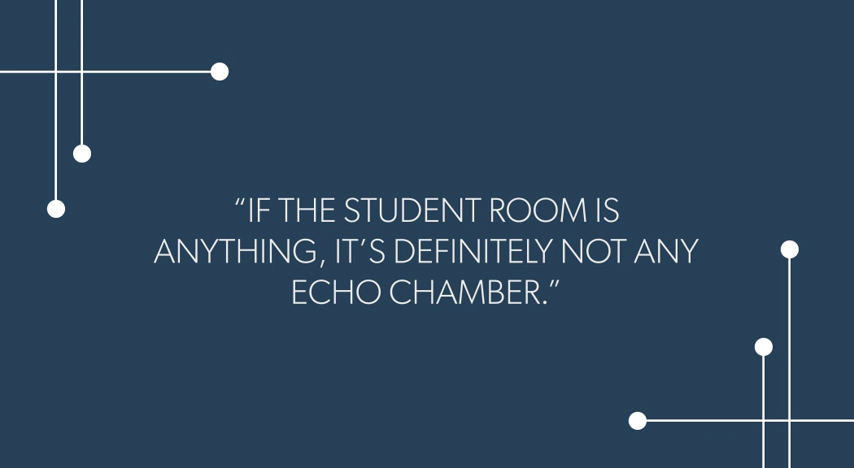 “IF THE STUDENT ROOM IS
ANYTHING, IT’S DEFINITELY NOT ANY
ECHO CHAMBER.”